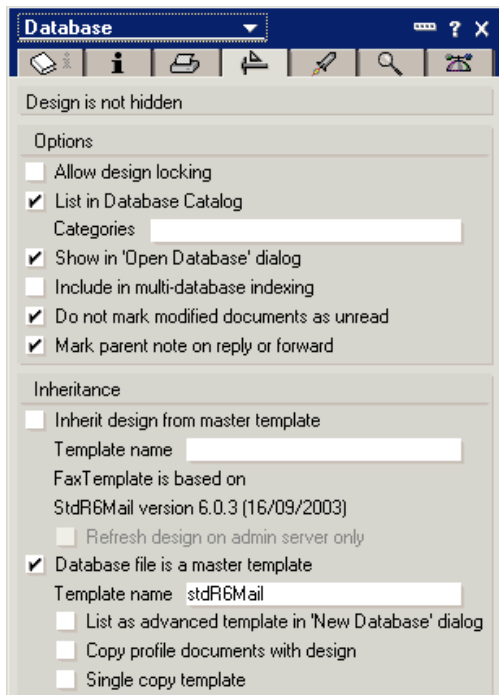 Database
?
Design is not hidden
Options
Allow design locking
List in Database Catalog
Categories
Show in 'Open Database' dialog
Include in multi-database indexing
Do not mark modified documents as unread
Mark parent note on reply or forward
Inheritance
Inherit design from master template
Template name
FaxTemplate is based on
StdR6Mail version 6.0.3 (16/09/2003)
Refresh design on admin server only
Database file is a master template
Template name stdR6Mail
List as advanced template in 'New Database' dialog
Copy profile documents with design
Single copy template